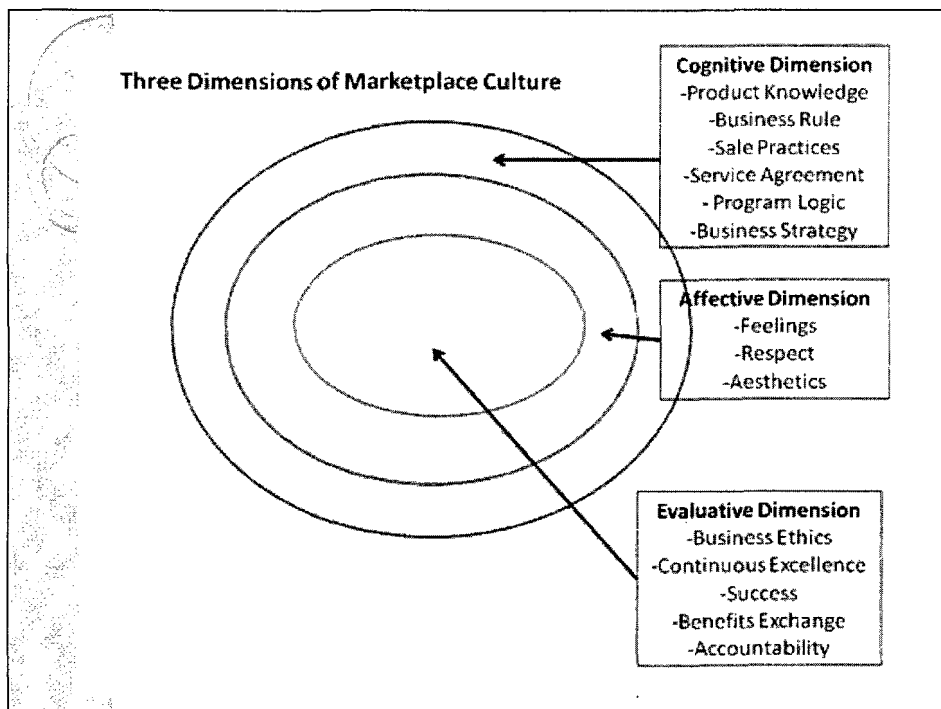 Three Dimensions of Marketplace Culture
Cognitive Dimension
-Product Knowledge
-Business Rule
-Sale Practices
-Service Agreement
- Program Logic
-Business Strategy
Affective Dimension
-Feelings
-Respect
-Aesthetics
Evaluative Dimension
-Business Ethics
-Continuous Excellence
-Success
-Benefits Exchange
-Accountability